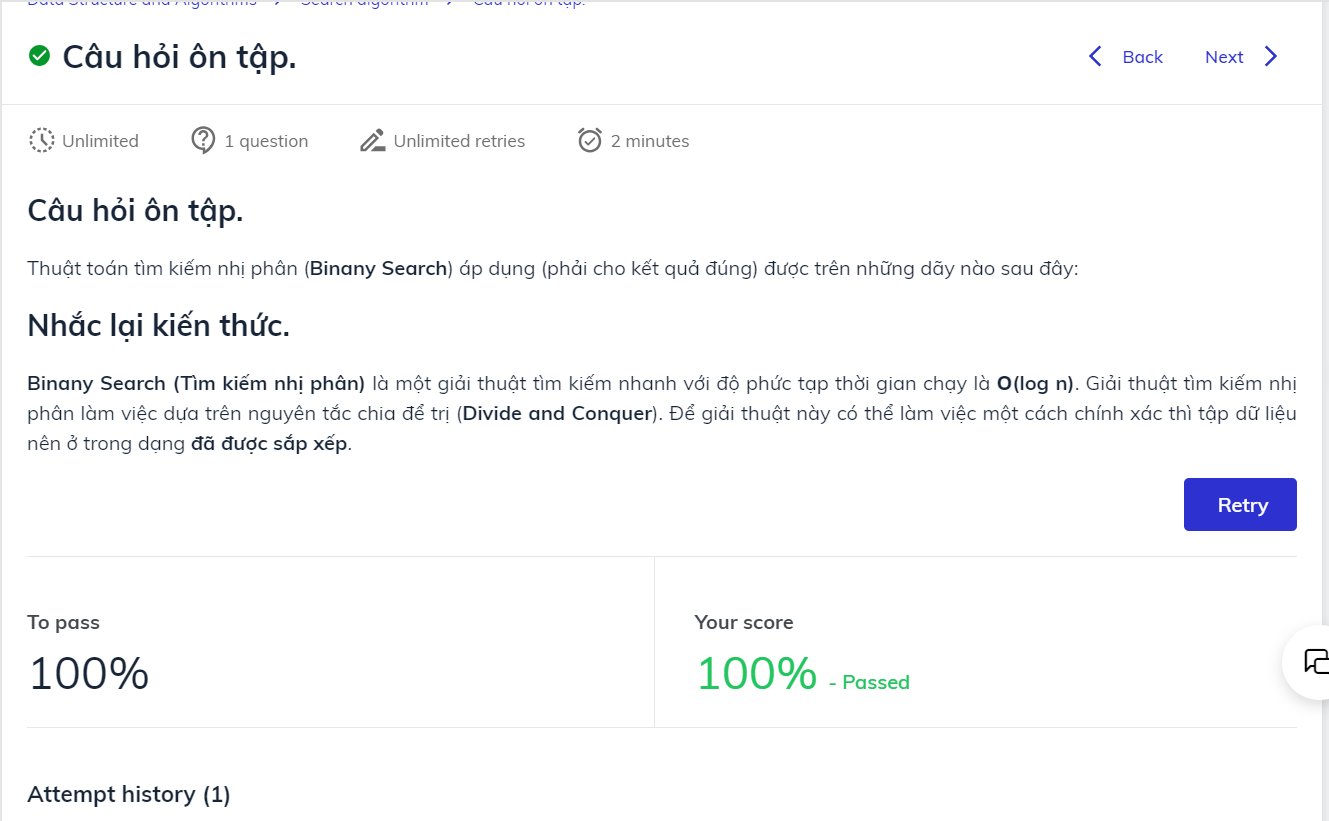 Data Structure and Algorithms > Search algorithm > Câu hỏi ôn tập.
Câu hỏi ôn tập.
Back
Next
Unlimited
1 question
Unlimited retries
2 minutes
Câu hỏi ôn tập.
Thuật toán tìm kiếm nhị phân (Binany Search) áp dụng (phải cho kết quả đúng) được trên những dãy nào sau đây:
Nhắc lại kiến thức.
Binany Search (Tìm kiếm nhị phân) là một giải thuật tìm kiếm nhanh với độ phức tạp thời gian chạy là O(log n). Giải thuật tìm kiếm nhị
phân làm việc dựa trên nguyên tắc chia để trị (Divide and Conquer). Để giải thuật này có thể làm việc một cách chính xác thì tập dữ liệu
nên ở trong dạng đã được sắp xếp.
Retry
To pass
100%
Your score
100% - Passed
Attempt history (1)